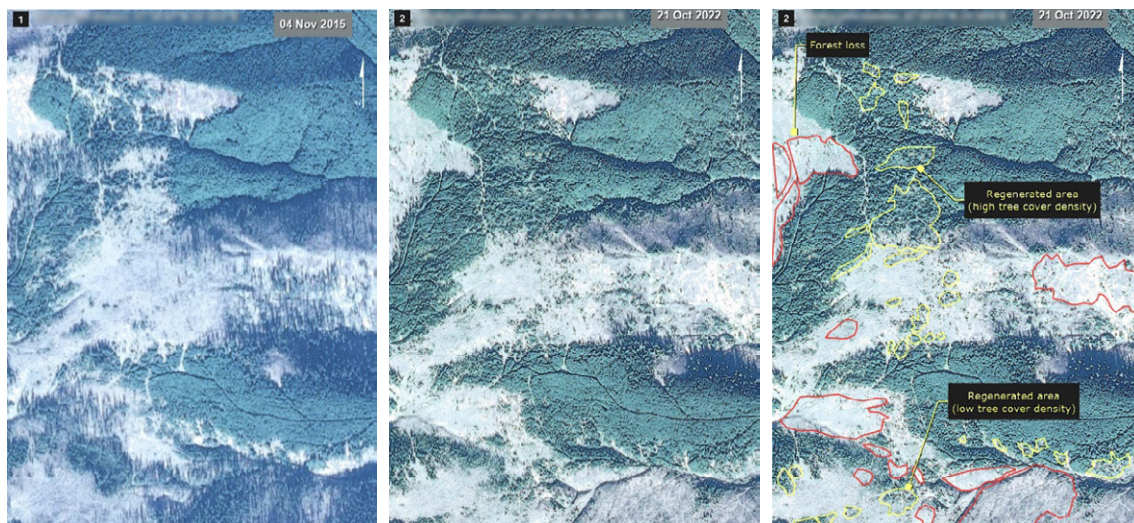 1
04 Nov 2015
2
21 Oct 2022
2
21 Oct 2022
Forest loss
Regenerated area
(high tree cover density)
Regenerated area
(low tree cover density)